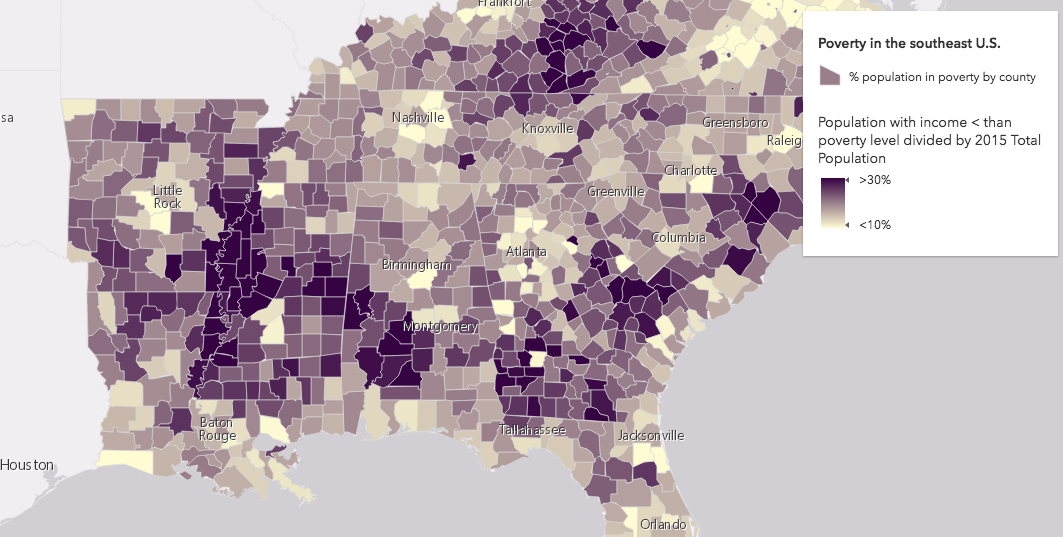 Frankfort
sa
Nashville
Knoxville
Greensboro
Raleig
Little
Rock
Charlotte
Greenville
Columbia
Atlanta
Birmingham
Montgomery
Baton
Rouge
Tallahassee
Jacksonville
Houston
Orlando
Poverty in the southeast U.S.
% population in poverty by county
Population with income < than
poverty level divided by 2015 Total
Population
>30%
<10%